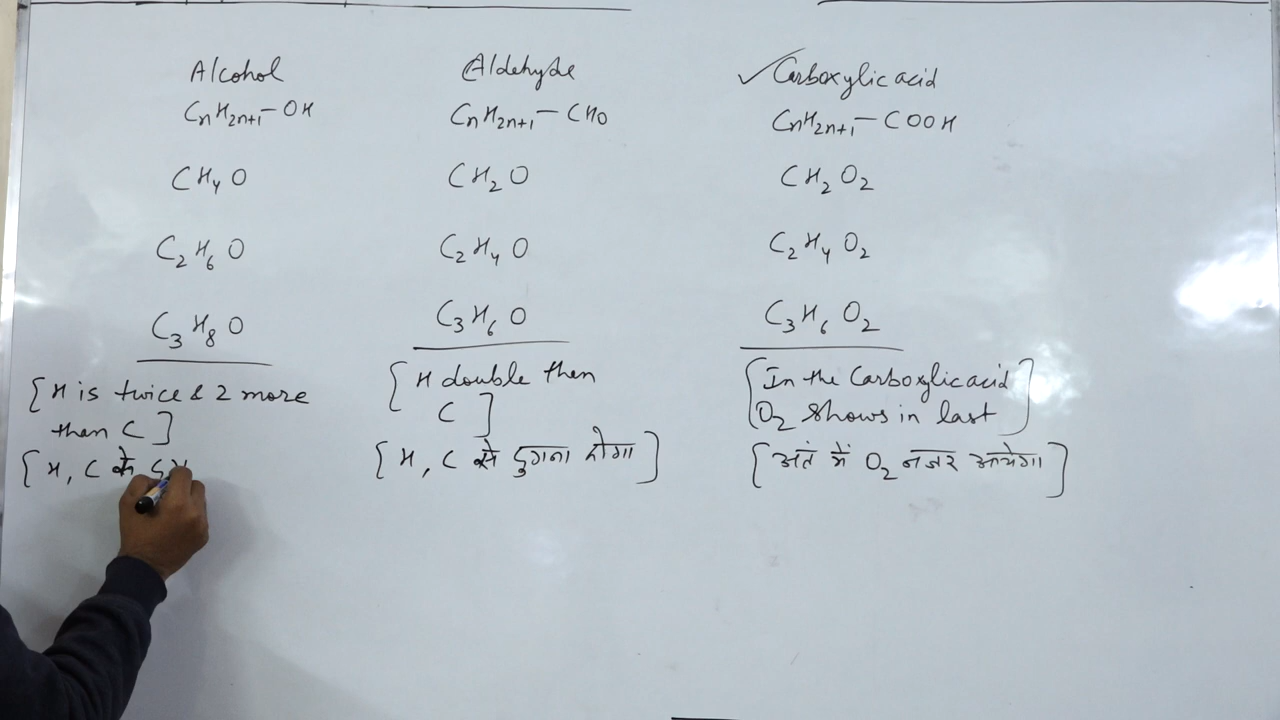 Alcohol
CnH2n+1 - OH
CH4O
C2H6O
C3H8O
[H is twice & 2 more
then C]
[H, C के
Aldehyde
CnH2n+1 - CHO
CH2O
C2H4O
C3H6O
[H double then
C]
[H, C से दुगना होगा]
✓Carboxylic acid
CnH2n+1 - COOH
CH2O2
C2H4O2
C3H6O2
[In the Carboxylic acid
O2 shows in last]
[अतं में O2 नजर आयेगा]